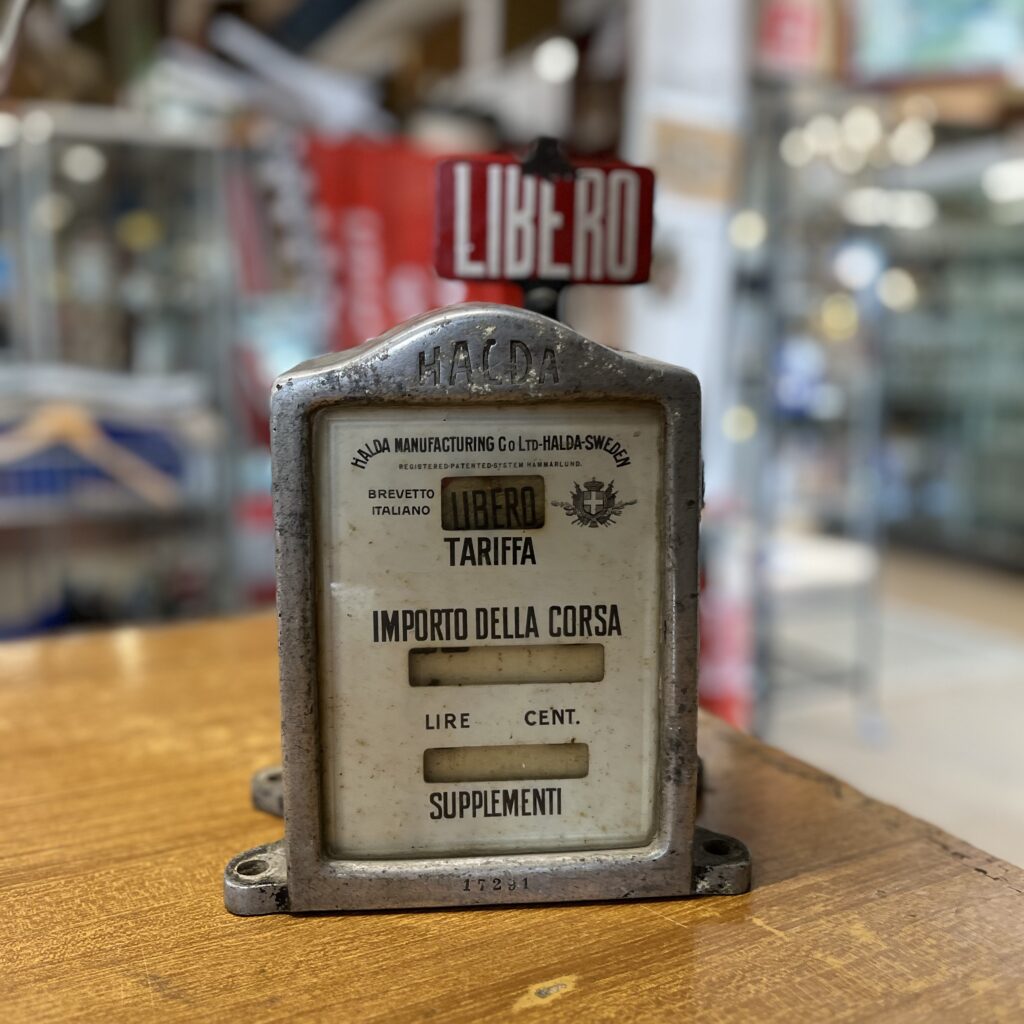 LIBERO
HALDA
HALDA MANUFACTURING CO LTD-HALDA-SWEDEN
REGISTERED·PATENTED·SYSTEM HAMMARLUND.
BREVETTO
ITALIANO
LIBERO
TARIFFA
IMPORTO DELLA CORSA
LIRE CENT.
SUPPLEMENTI
17291